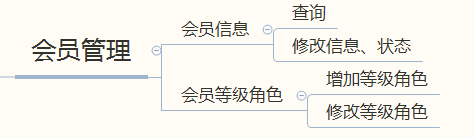 会员管理
会员信息
查询
修改信息、状态
会员等级角色
增加等级角色
修改等级角色